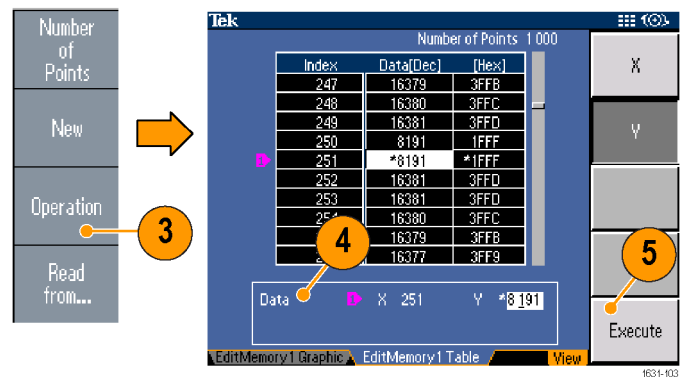 Number
of
Points
New
Operation
Read
from...
3
Tek
Number of Points 1 000
Index Data[Dec] [Hex]
247 16379 3FFB
248 16380 3FFC
249 16381 3FFD
250 8191 1FFF
251 *8191 *1FFF
252 16381 3FFD
253 16381 3FFD
254 16380 3FFC
16379 3FFB
16377 3FF9
4
Data X 251 Y *8 191
EditMemory1 Graphic EditMemory1 Table View
X
Y
5
Execute
1631-103